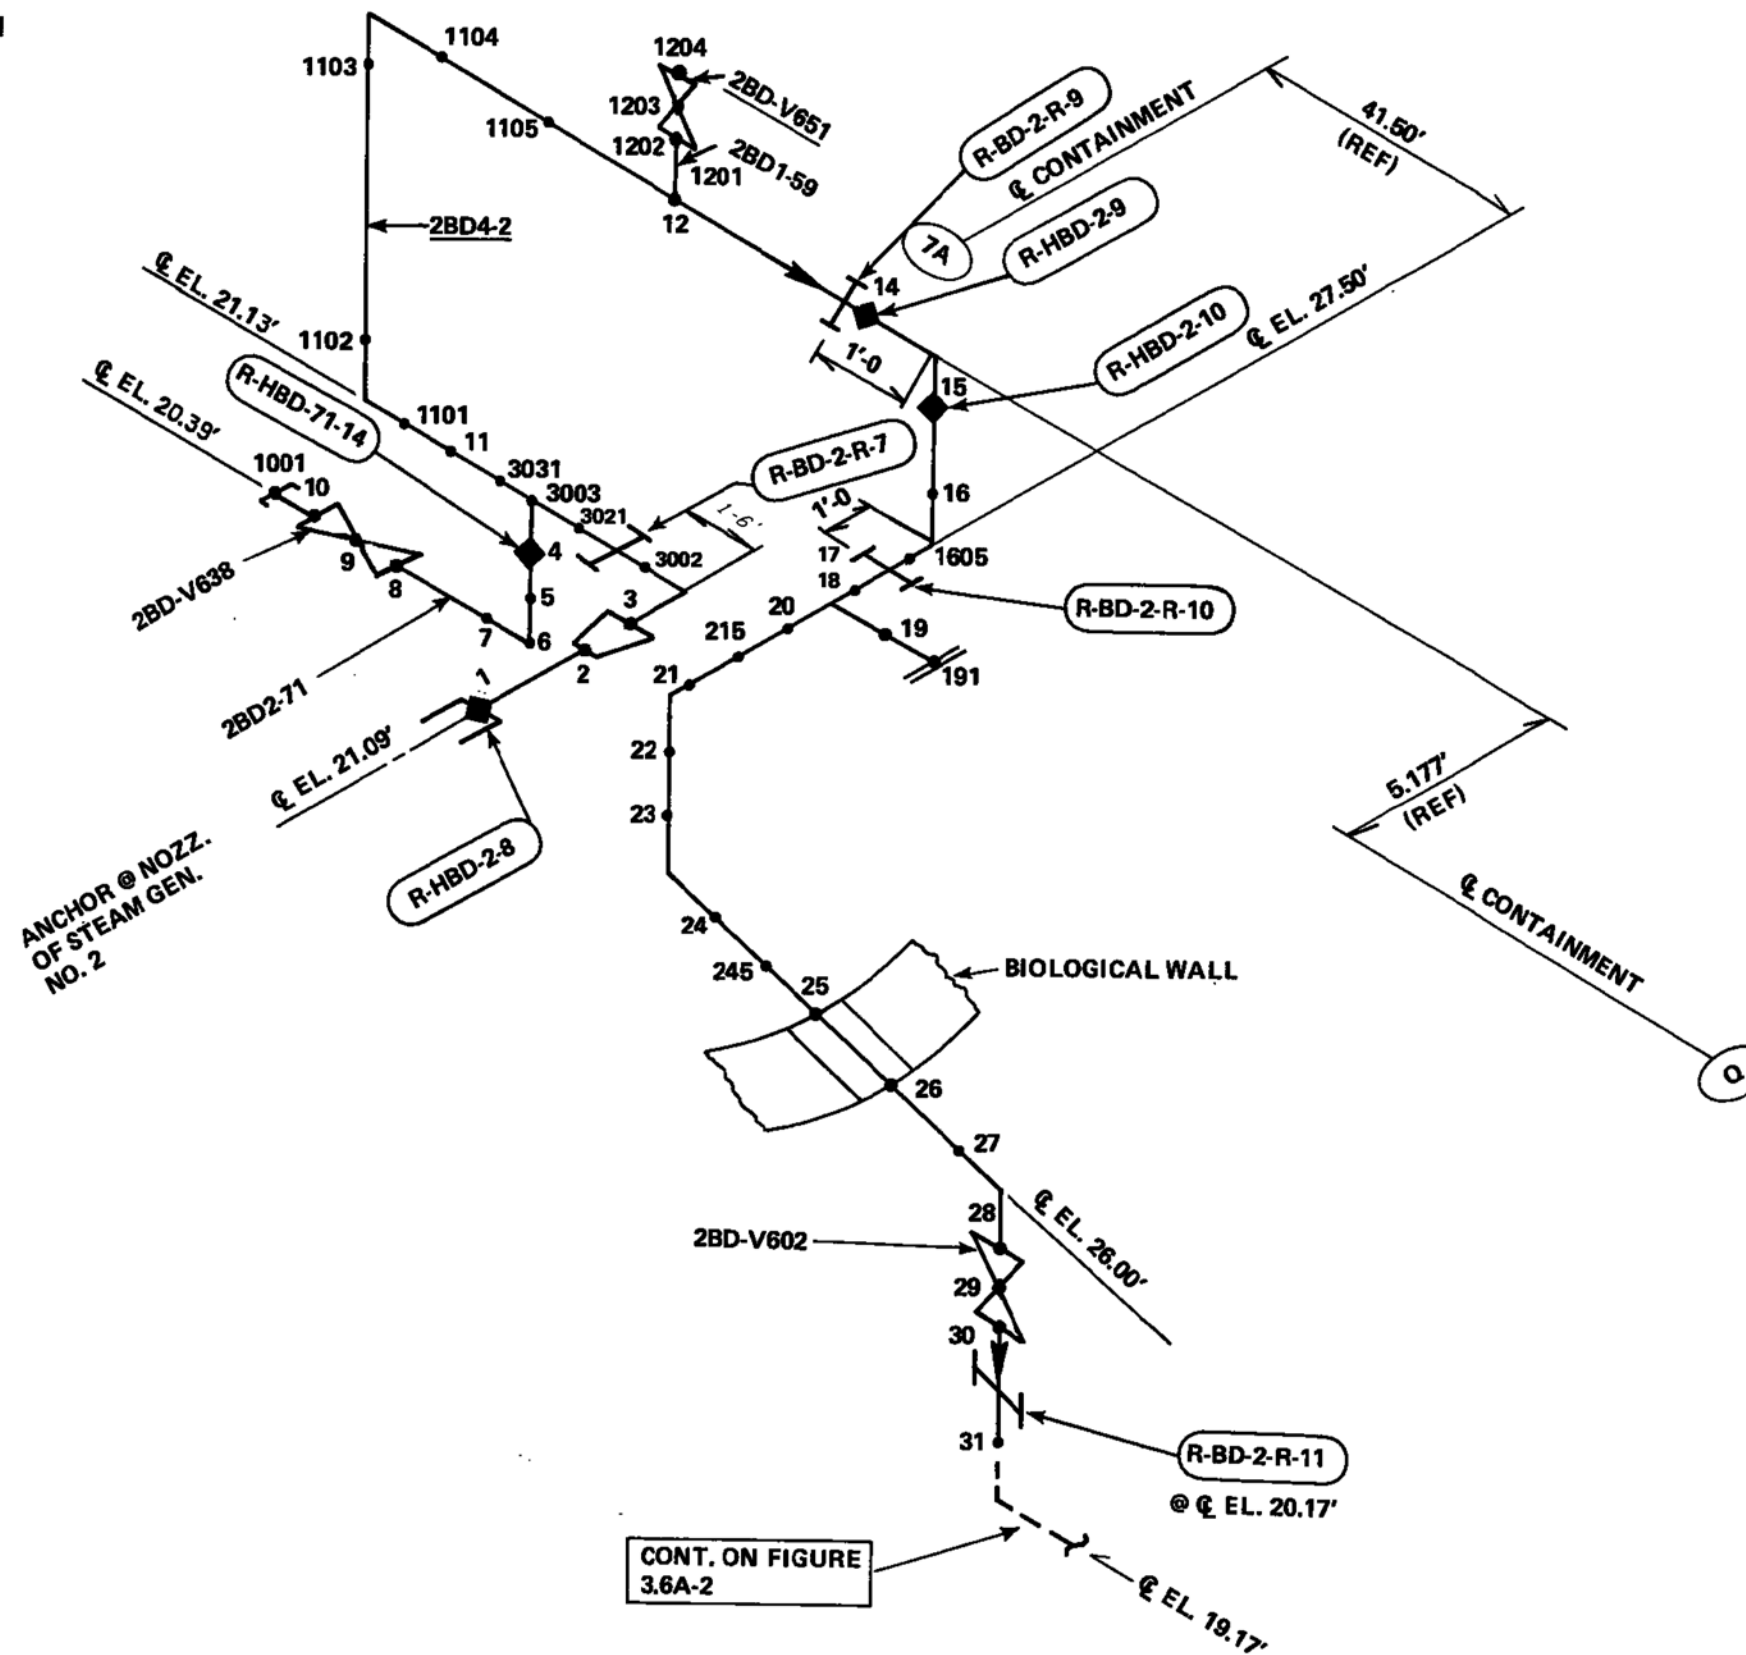 1104
1204
1103
2BD-V651
1203
1105
1202
2BD1-59
1201
12
R-BD-2-R-9
℄ CONTAINMENT
41.50'
(REF)
7A
R-HBD-2-9
2BD4-2
14
℄ EL. 21.13'
℄ EL. 27.50'
R-HBD-2-10
1102
1'-0
15
℄ EL. 20.39'
R-HBD-71-14
1101
11
R-BD-2-R-7
1001
10
3031
3003
3021
1-6'
1'-0
16
9
4
3002
17
1605
2BD-V638
8
5
3
18
R-BD-2-R-10
7
6
20
19
215
2
191
1
21
2BD2-71
22
℄ EL. 21.09'
5.177'
(REF)
23
R-HBD-2-8
ANCHOR @ NOZZ.
OF STEAM GEN.
NO. 2
℄ CONTAINMENT
24
245
25
BIOLOGICAL WALL
26
Q
27
28
℄ EL. 26.00'
2BD-V602
29
30
31
R-BD-2-R-11
@ ℄ EL. 20.17'
CONT. ON FIGURE
3.6A-2
℄ EL. 19.17'